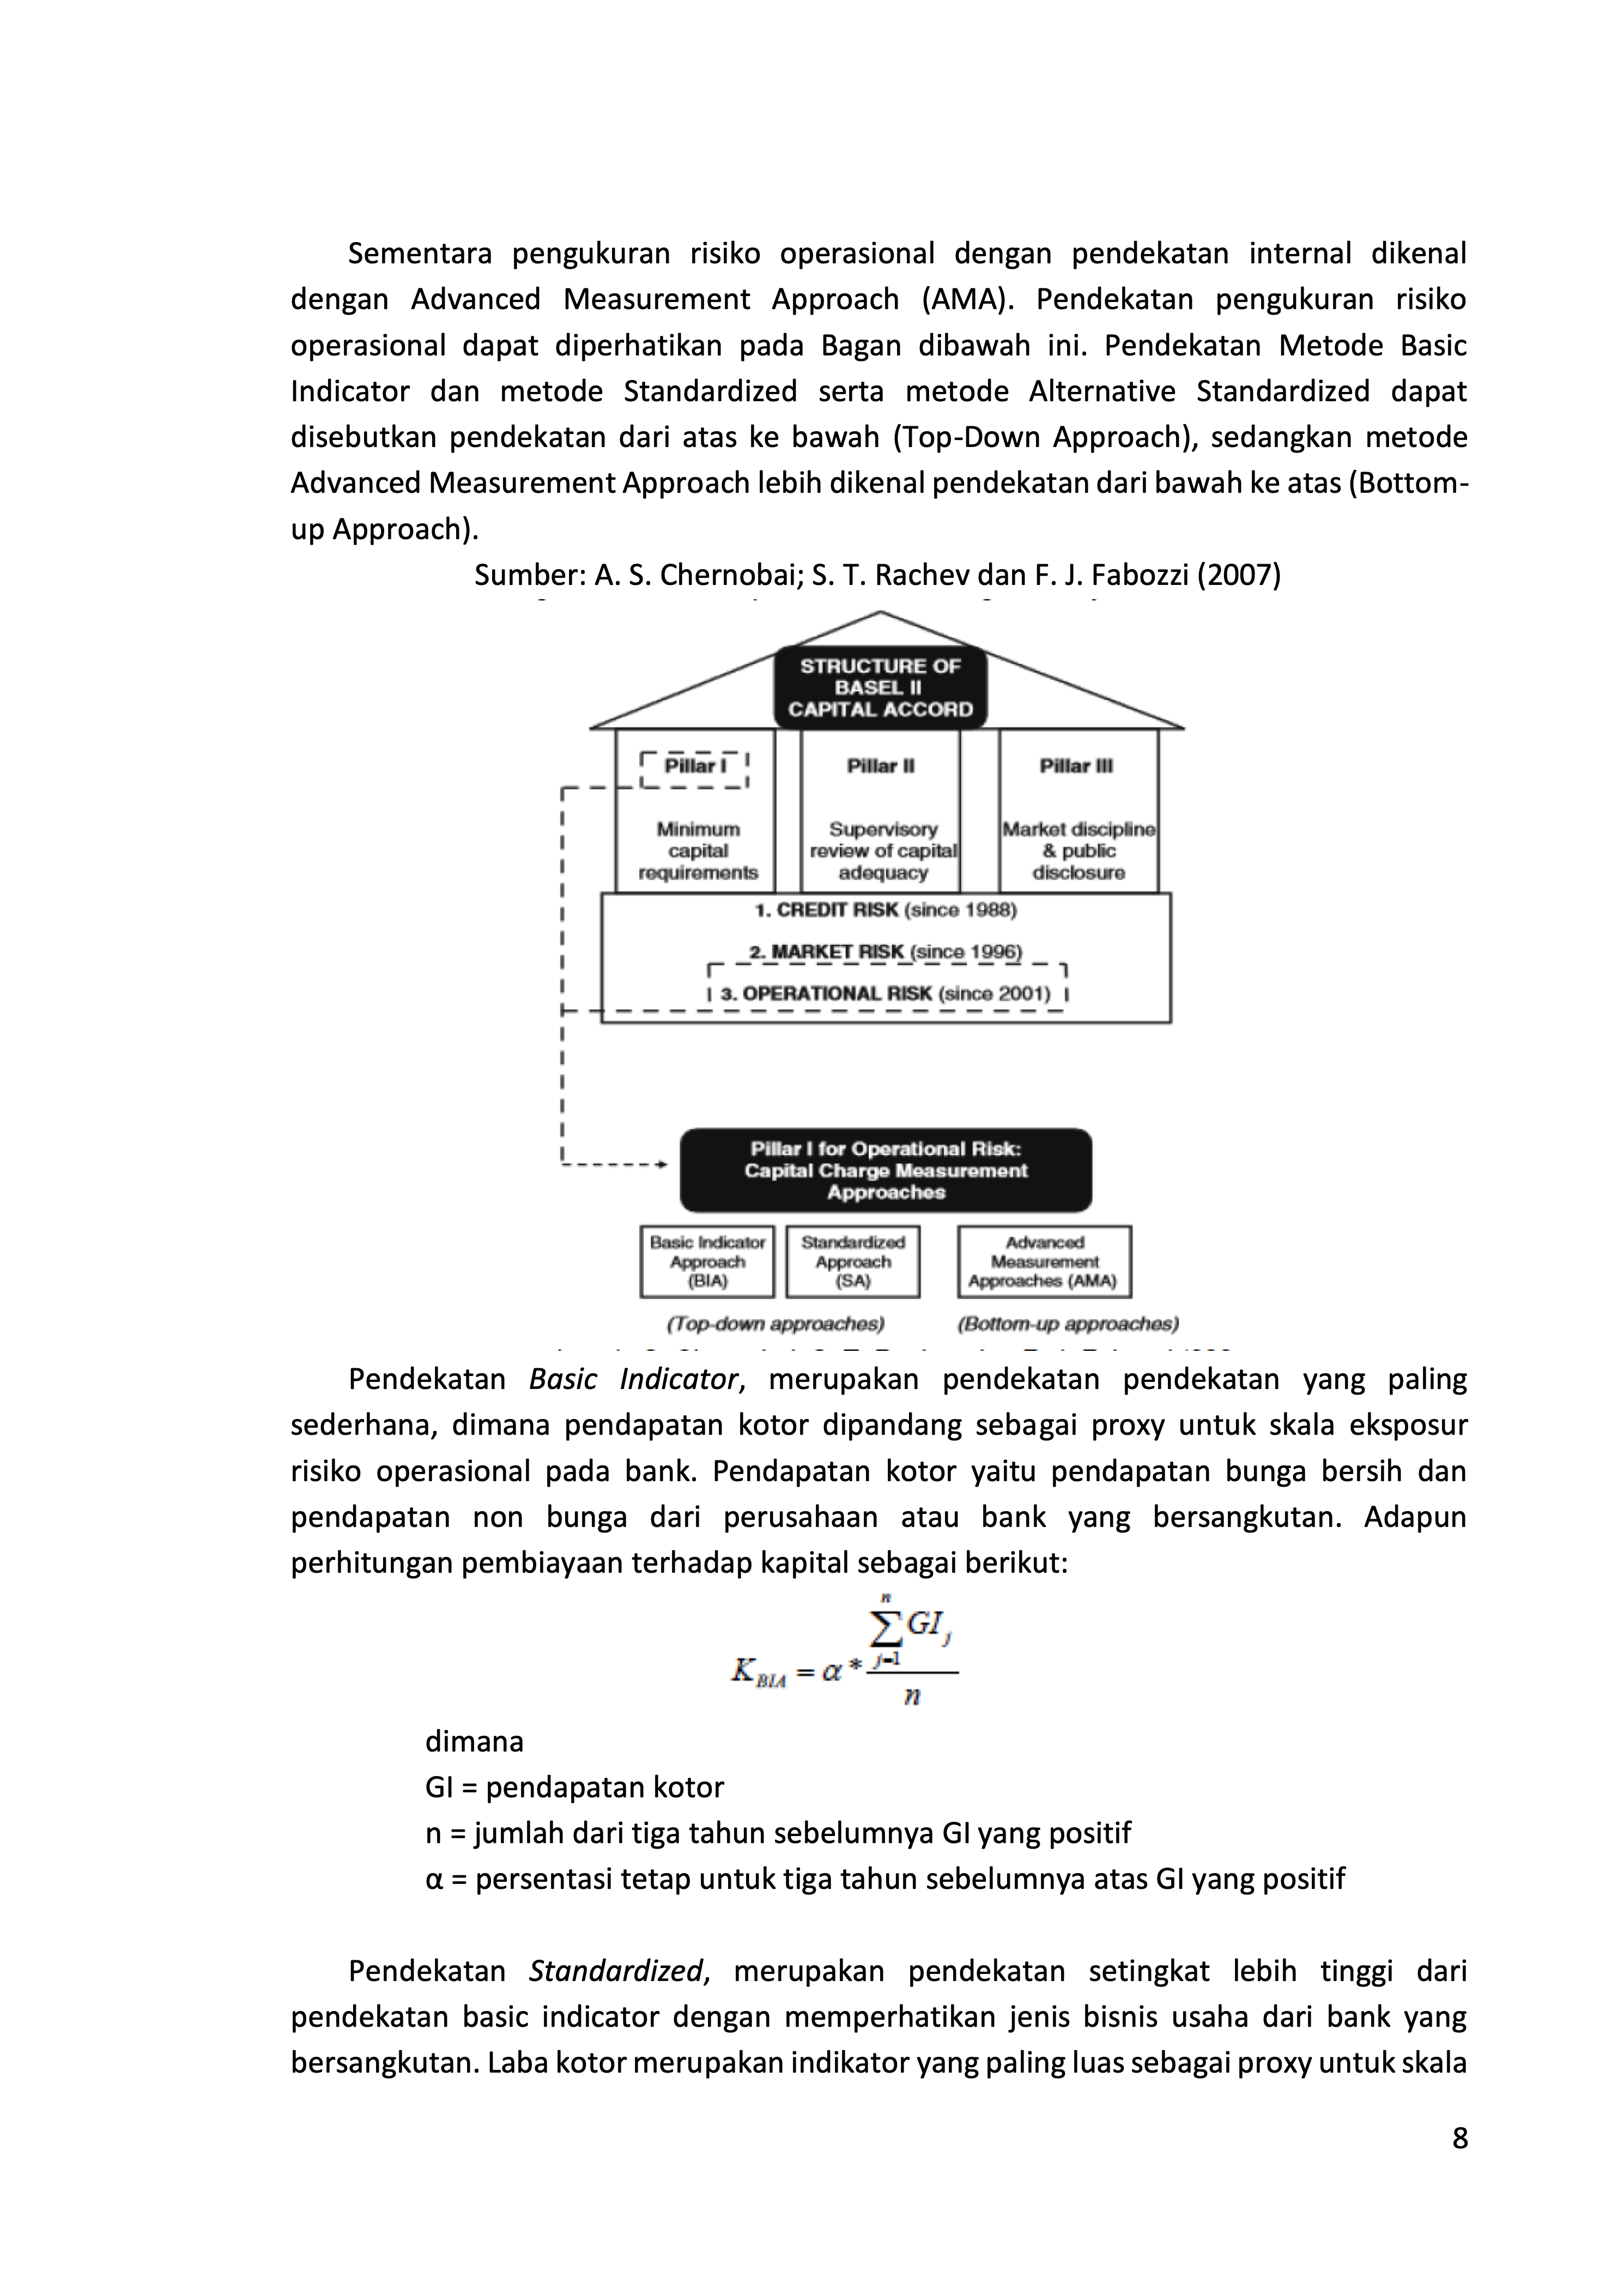 Sementara pengukuran risiko operasional dengan pendekatan internal dikenal
dengan Advanced Measurement Approach (AMA). Pendekatan pengukuran risiko
operasional dapat diperhatikan pada Bagan dibawah ini. Pendekatan Metode Basic
Indicator dan metode Standardized serta metode Alternative Standardized dapat
disebutkan pendekatan dari atas ke bawah (Top-Down Approach), sedangkan metode
Advanced Measurement Approach lebih dikenal pendekatan dari bawah ke atas (Bottom-
up Approach).
Sumber: A. S. Chernobai; S. T. Rachev dan F. J. Fabozzi (2007)
STRUCTURE OF
BASEL II
CAPITAL ACCORD
Pillar I
Minimum
capital
requirements
Pillar II
Supervisory
review of capital
adequacy
Pillar III
Market discipline
& public
disclosure
1. CREDIT RISK (since 1988)
2. MARKET RISK (since 1996)
3. OPERATIONAL RISK (since 2001)
Pillar I for Operational Risk:
Capital Charge Measurement
Approaches
Basic Indicator
Approach
(BIA)
Standardized
Approach
(SA)
Advanced
Measurement
Approaches (AMA)
(Top-down approaches)
(Bottom-up approaches)
Pendekatan Basic Indicator, merupakan pendekatan pendekatan yang paling
sederhana, dimana pendapatan kotor dipandang sebagai proxy untuk skala eksposur
risiko operasional pada bank. Pendapatan kotor yaitu pendapatan bunga bersih dan
pendapatan non bunga dari perusahaan atau bank yang bersangkutan. Adapun
perhitungan pembiayaan terhadap kapital sebagai berikut:
n
∑ GI j
K BIA = α * j=1
n
dimana
GI = pendapatan kotor
n = jumlah dari tiga tahun sebelumnya GI yang positif
α = persentasi tetap untuk tiga tahun sebelumnya atas GI yang positif
Pendekatan Standardized, merupakan pendekatan setingkat lebih tinggi dari
pendekatan basic indicator dengan memperhatikan jenis bisnis usaha dari bank yang
bersangkutan. Laba kotor merupakan indikator yang paling luas sebagai proxy untuk skala
8